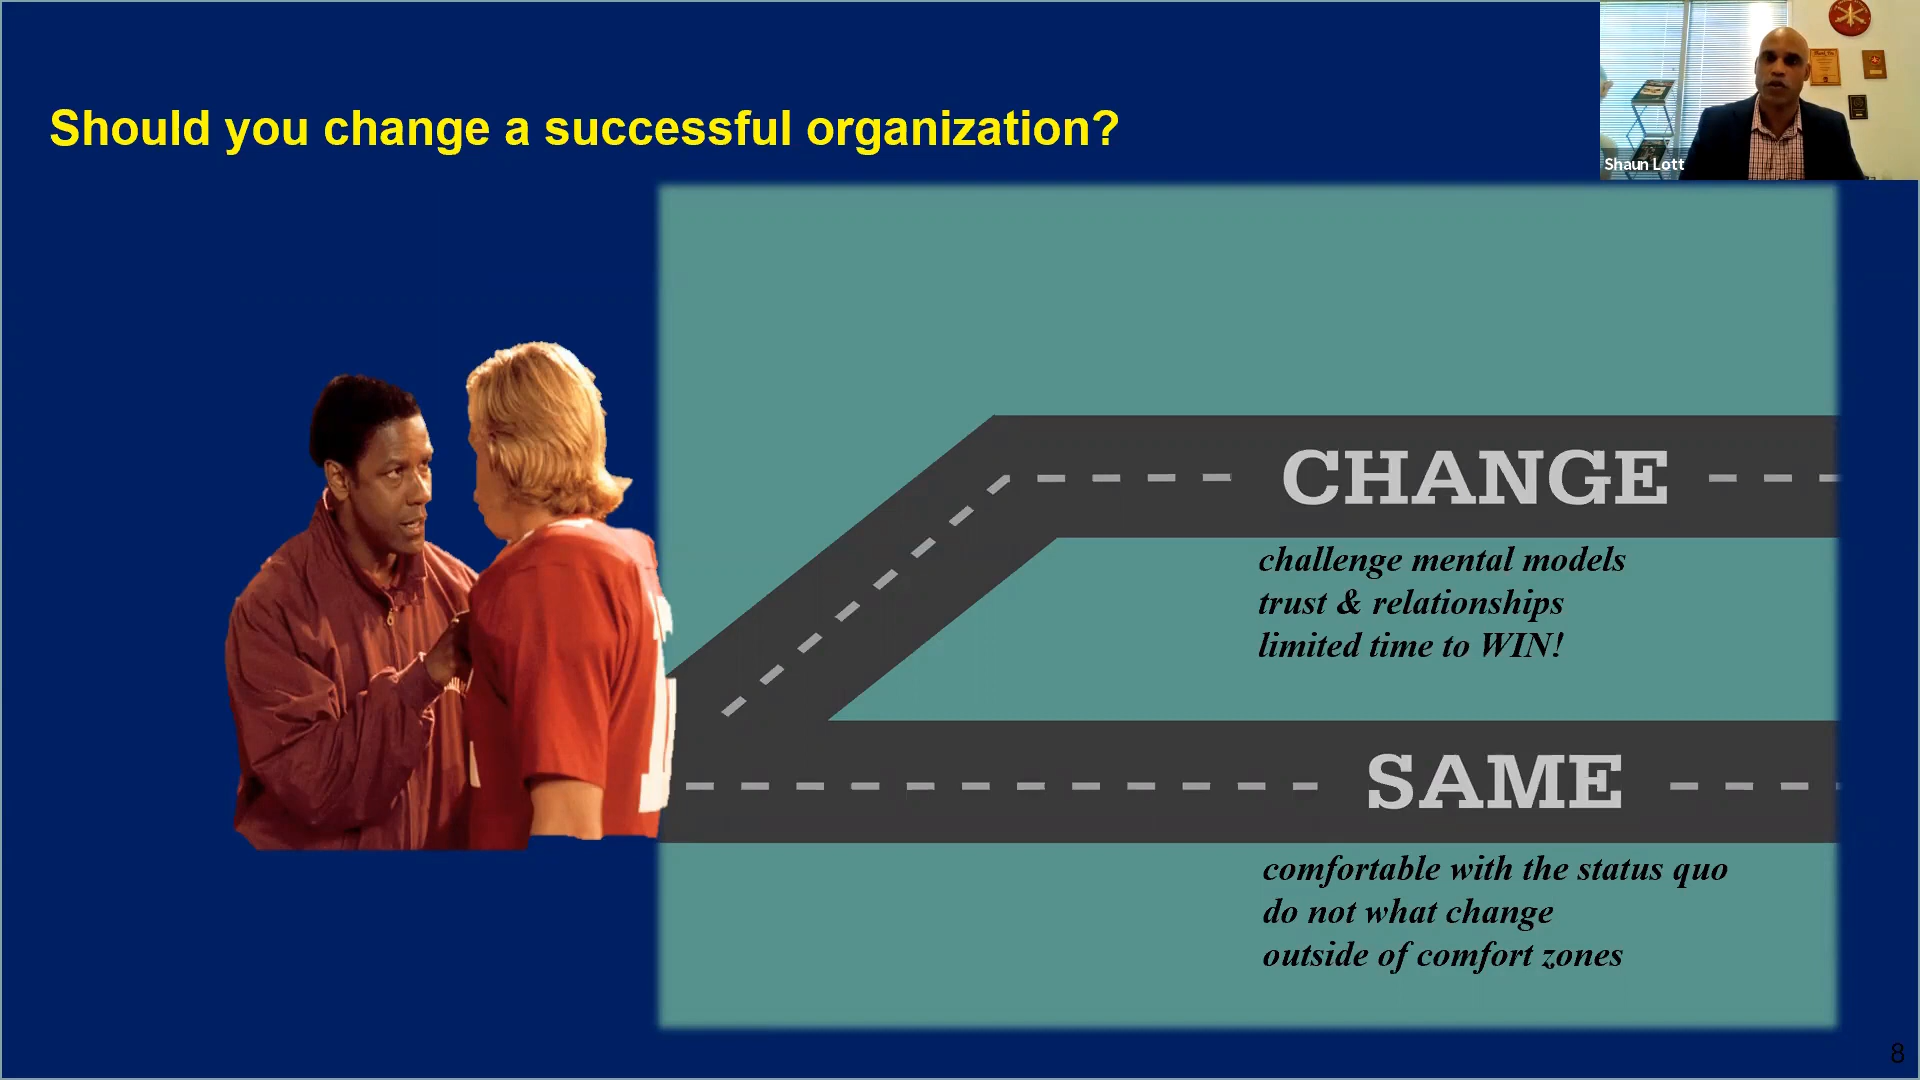 Should you change a successful organization?
Shaun Lott
CHANGE
challenge mental models
trust & relationships
limited time to WIN!
SAME
comfortable with the status quo
do not what change
outside of comfort zones
8